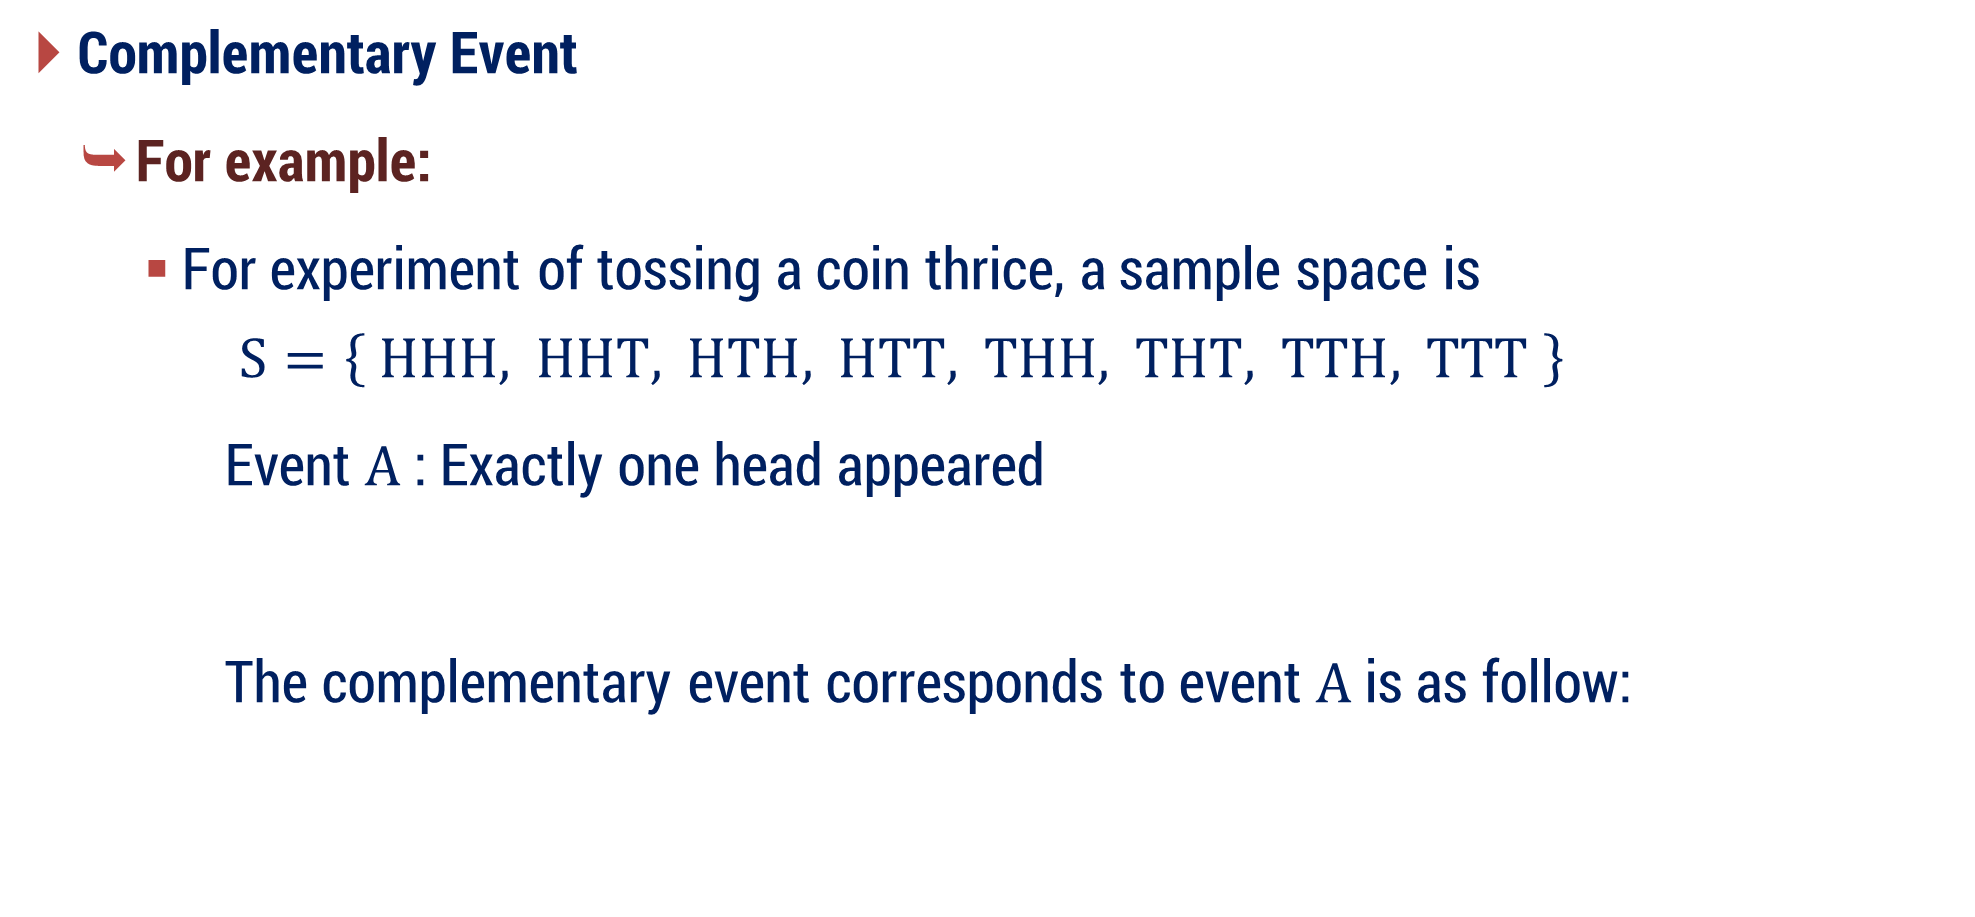 Complementary Event
For example:
For experiment of tossing a coin thrice, a sample space is
S = { HHH, HHT, HTH, HTT, THH, THT, TTH, TTT }
Event A : Exactly one head appeared
The complementary event corresponds to event A is as follow: